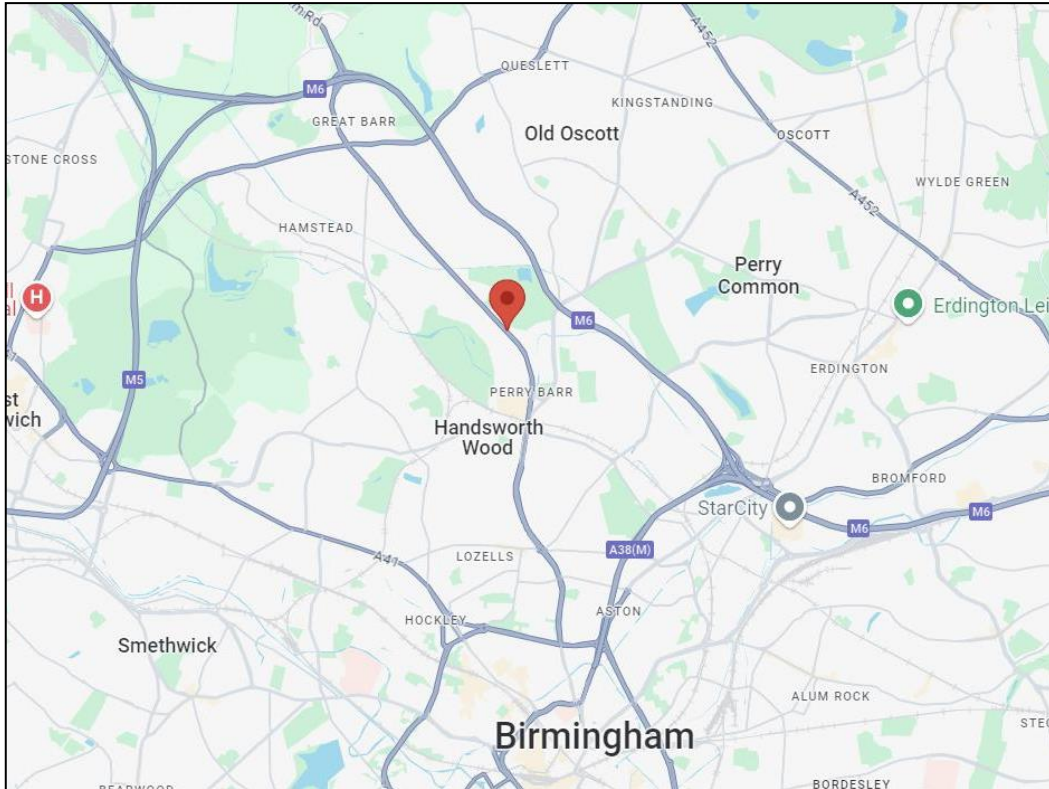 A452
QUESLETT
M6
KINGSTANDING
GREAT BARR
Old Oscott
OSCOTT
STONE CROSS
WYLDE GREEN
A452
HAMSTEAD
Perry
Common
H
Erdington Lei
M6
M5
ERDINGTON
PERRY BARR
Handsworth
Wood
BROMFORD
StarCity
M6
M6
A41
LOZELLS
A38(M)
HOCKLEY
ASTON
Smethwick
ALUM ROCK
Birmingham
BORDESLEY